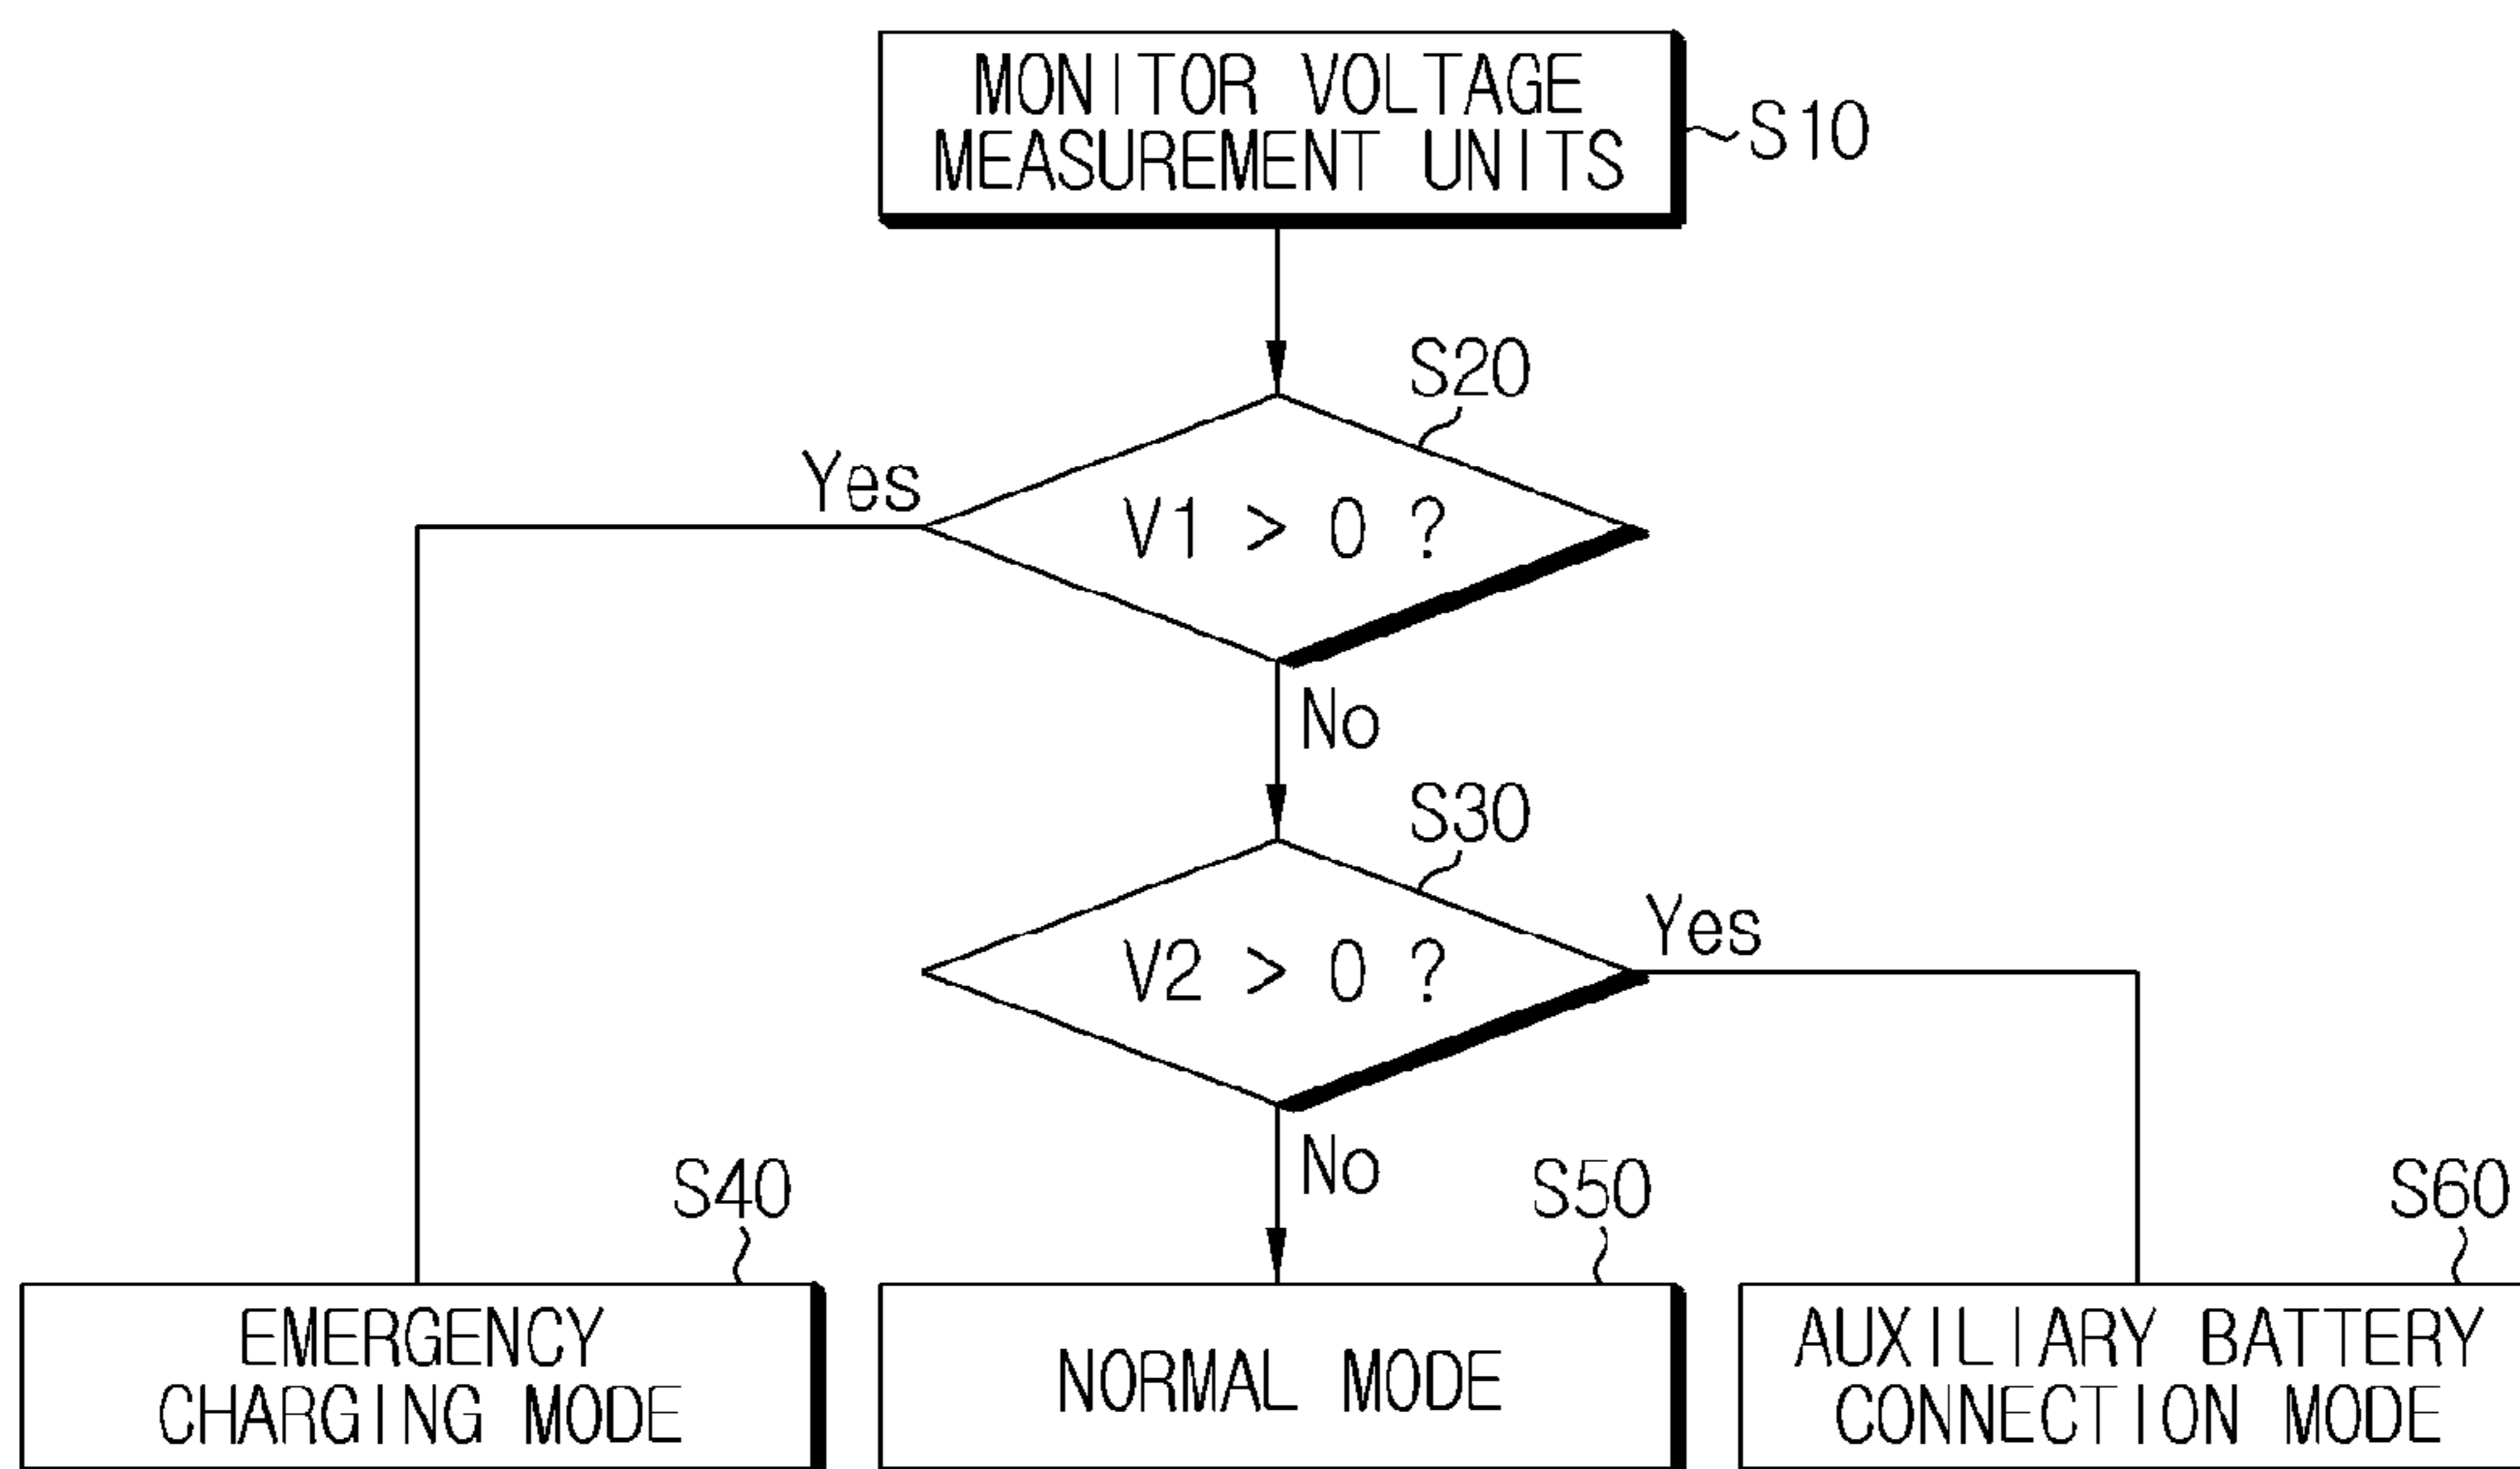 MONITOR VOLTAGE
MEASUREMENT UNITS
S10
S20
Yes
V1 > 0 ?
No
S30
Yes
V2 > 0 ?
No
S40
S50
S60
EMERGENCY
CHARGING MODE
NORMAL MODE
AUXILIARY BATTERY
CONNECTION MODE